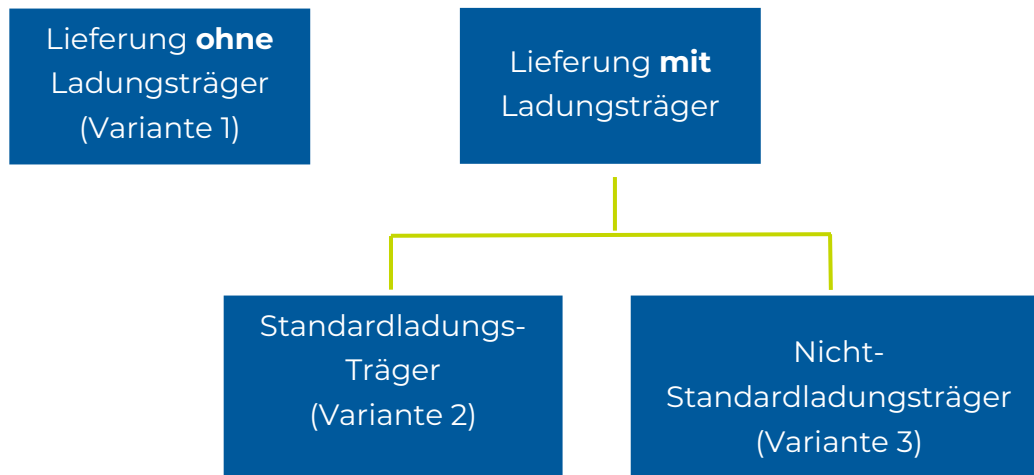 Lieferung ohne
Ladungsträger
(Variante 1)
Lieferung mit
Ladungsträger
Standardladungs-
Träger
(Variante 2)
Nicht-
Standardladungsträger
(Variante 3)